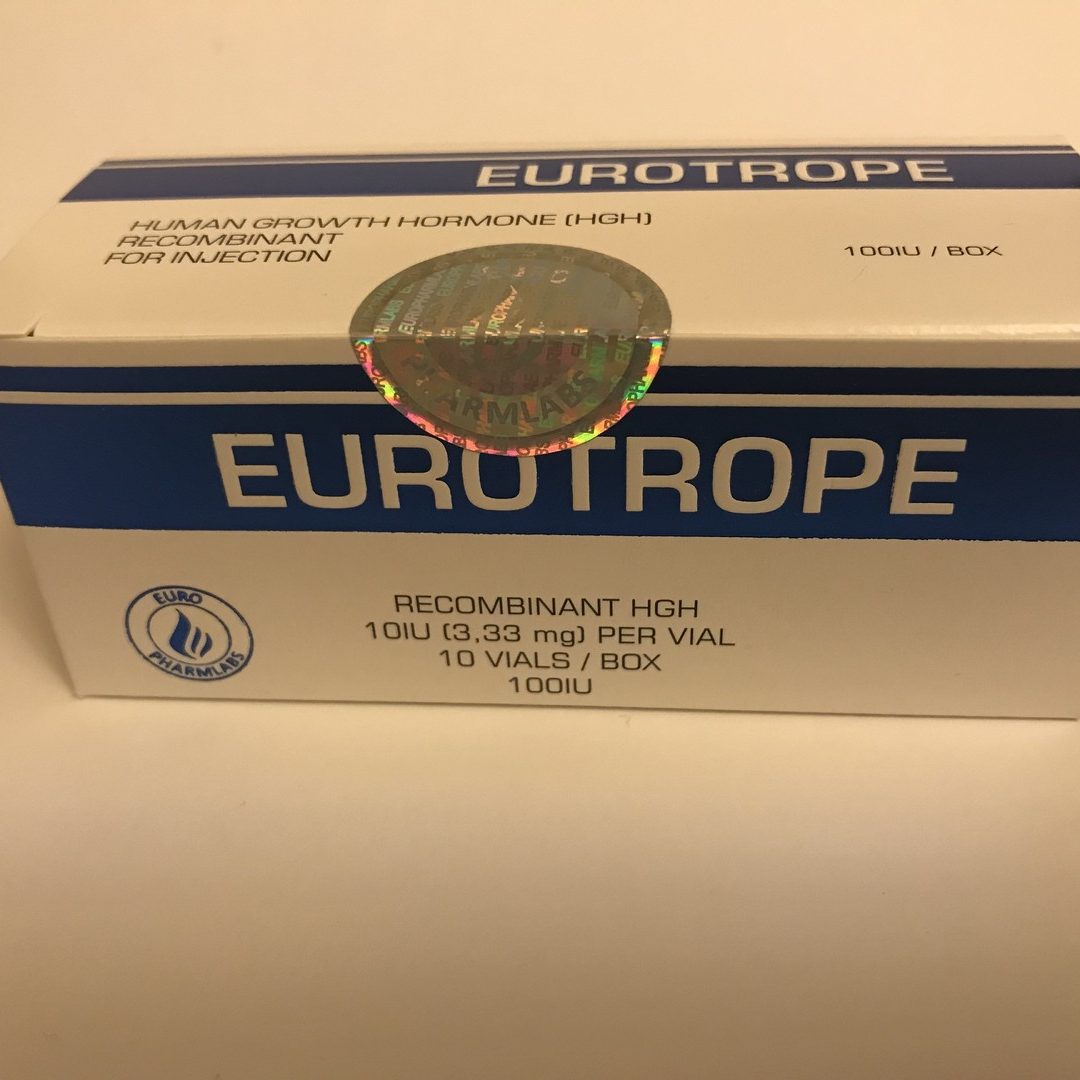 EUROTROPE
HUMAN GROWTH HORMONE (HGH)
RECOMBINANT
FOR INJECTION
100IU / BOX
PHARMLABS
EUROTROPE
EURO
PHARMLABS
RECOMBINANT HGH
10IU (3,33 mg) PER VIAL
10 VIALS / BOX
100IU